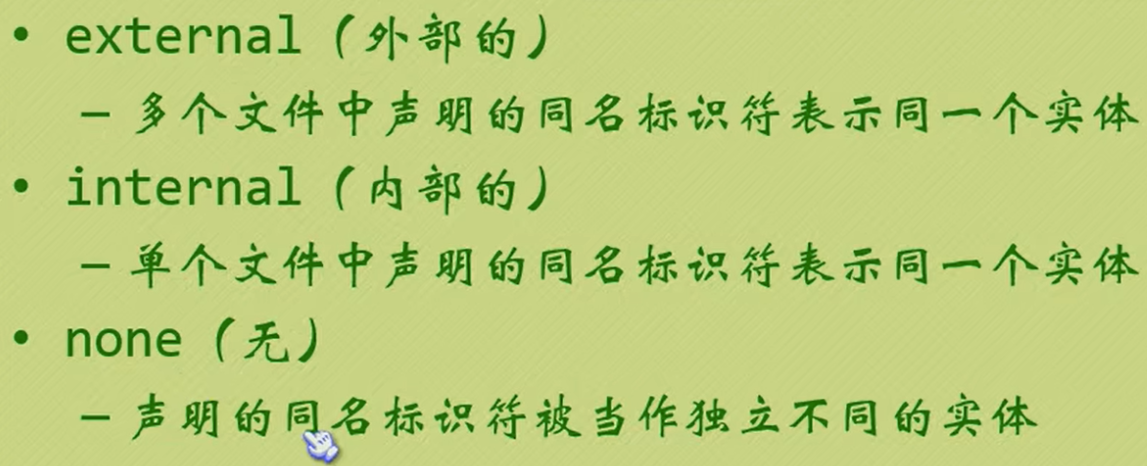 • external（外部的）
– 多个文件中声明的同名标识符表示同一个实体
• internal（内部的）
– 单个文件中声明的同名标识符表示同一个实体
• none（无）
– 声明的同名标识符被当作独立不同的实体